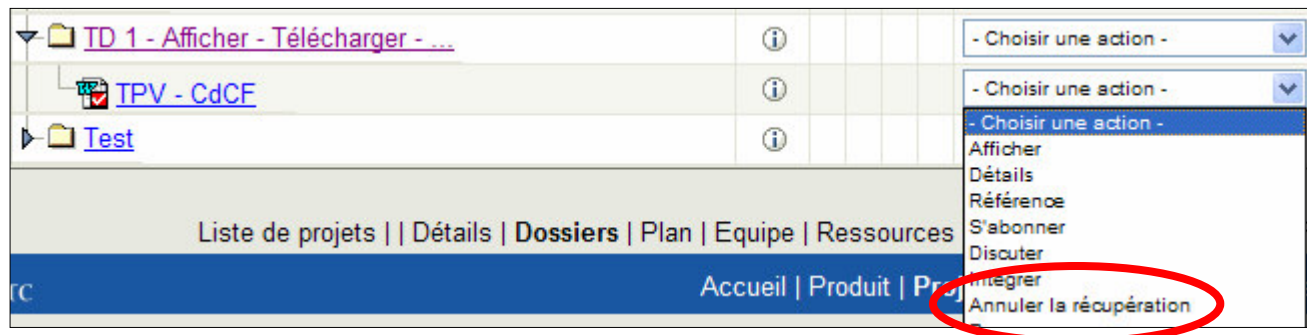 TD 1 - Afficher - Télécharger - ...
- Choisir une action -
TPV - CdCF
- Choisir une action -
Test
- Choisir une action -
Afficher
Détails
Référence
S'abonner
Discuter
Intégrer
Annuler la récupération
Liste de projets | | Détails | Dossiers | Plan | Equipe | Ressources
Accueil | Produit | Proj